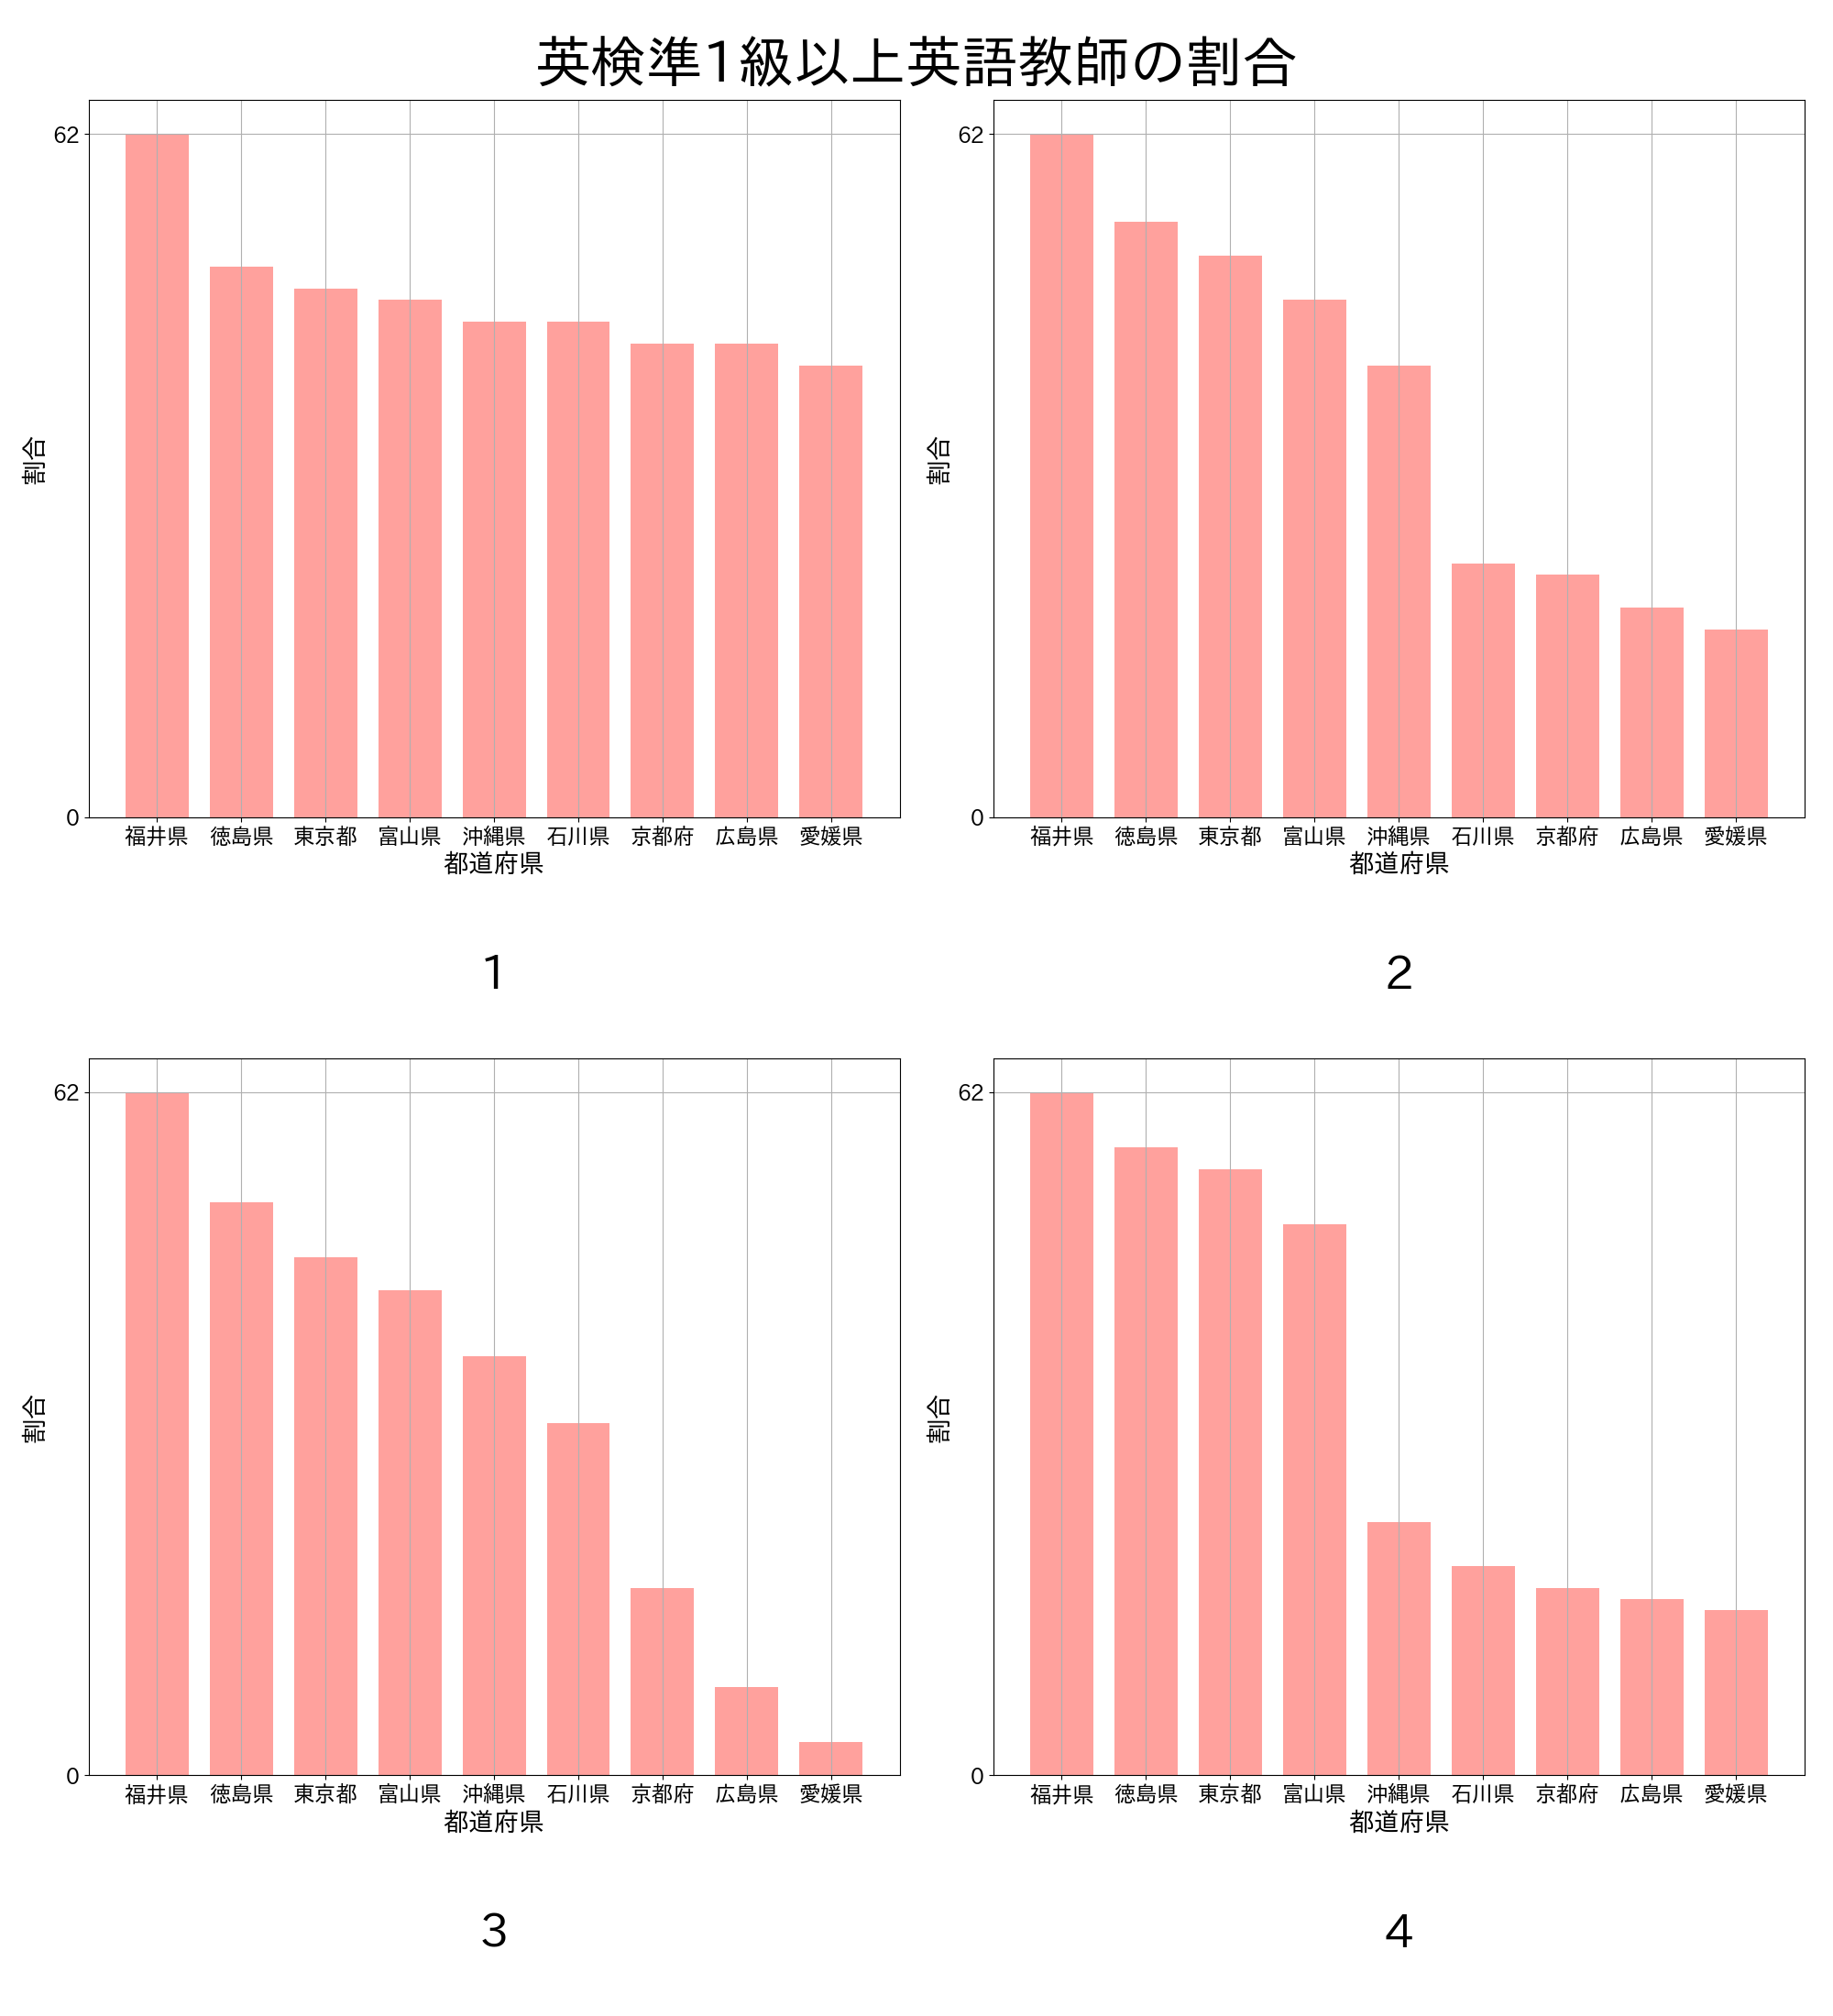 英検準1級以上英語教師の割合
62
0
割合
福井県 徳島県 東京都 富山県 沖縄県 石川県 京都府 広島県 愛媛県
都道府県
1
62
0
割合
福井県 徳島県 東京都 富山県 沖縄県 石川県 京都府 広島県 愛媛県
都道府県
2
62
0
割合
福井県 徳島県 東京都 富山県 沖縄県 石川県 京都府 広島県 愛媛県
都道府県
3
62
0
割合
福井県 徳島県 東京都 富山県 沖縄県 石川県 京都府 広島県 愛媛県
都道府県
4